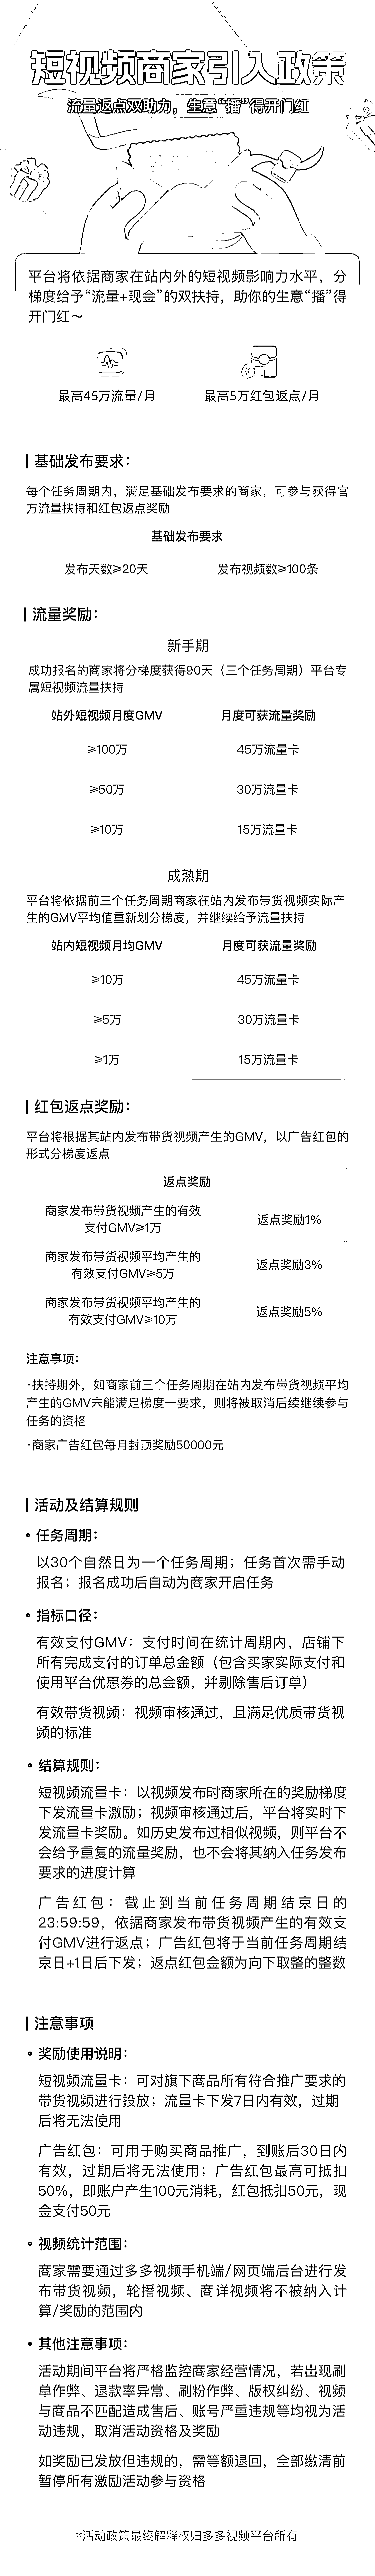 短视频商家引入政策
流量返点双助力，生意“播”得开门红
平台将依据商家在站内外的短视频影响力水平，分
梯度给予“流量+现金”的双扶持，助你的生意“播”得
开门红～
最高45万流量/月
最高5万红包返点/月
基础发布要求：
每个任务周期内，满足基础发布要求的商家，可参与获得官
方流量扶持和红包返点奖励
基础发布要求
发布天数≥20天
发布视频数≥100条
流量奖励：
新手期
成功报名的商家将分梯度获得90天（三个任务周期）平台专
属短视频流量扶持
站外短视频月度GMV
月度可获流量奖励
≥100万
45万流量卡
≥50万
30万流量卡
≥10万
15万流量卡
成熟期
平台将依据前三个任务周期商家在站内发布带货视频实际产
生的GMV平均值重新划分梯度，并继续给予流量扶持
站内短视频月均GMV
月度可获流量奖励
≥10万
45万流量卡
≥5万
30万流量卡
≥1万
15万流量卡
红包返点奖励：
平台将根据其站内发布带货视频产生的GMV，以广告红包的
形式分梯度返点
返点奖励
商家发布带货视频产生的有效
支付GMV≥1万
返点奖励1%
商家发布带货视频平均产生的
有效支付GMV≥5万
返点奖励3%
商家发布带货视频平均产生的
有效支付GMV≥10万
返点奖励5%
注意事项：
·扶持期外，如商家前三个任务周期在站内发布带货视频平均
产生的GMV未能满足梯度一要求，则将被取消后续继续参与
任务的资格
·商家广告红包每月封顶奖励50000元
活动及结算规则
• 任务周期：
以30个自然日为一个任务周期；任务首次需手动
报名；报名成功后自动为商家开启任务
• 指标口径：
有效支付GMV：支付时间在统计周期内，店铺下
所有完成支付的订单总金额（包含买家实际支付和
使用平台优惠券的总金额，并剔除售后订单）
有效带货视频：视频审核通过，且满足优质带货视
频的标准
• 结算规则：
短视频流量卡：以视频发布时商家所在的奖励梯度
下发流量卡激励；视频审核通过后，平台将实时下
发流量卡奖励。如历史发布过相似视频，则平台不
会给予重复的流量奖励，也不会将其纳入任务发布
要求的进度计算
广告红包：截止到当前任务周期结束日的
23:59:59，依据商家发布带货视频产生的有效支
付GMV进行返点；广告红包将于当前任务周期结
束日+1日后下发；返点红包金额为向下取整的整数
注意事项
• 奖励使用说明：
短视频流量卡：可对旗下商品所有符合推广要求的
带货视频进行投放；流量卡下发7日内有效，过期
后将无法使用
广告红包：可用于购买商品推广，到账后30日内
有效，过期后将无法使用；广告红包最高可抵扣
50%，即账户产生100元消耗，红包抵扣50元，现
金支付50元
• 视频统计范围：
商家需要通过多多视频手机端/网页端后台进行发
布带货视频，轮播视频、商详视频将不被纳入计
算/奖励的范围内
• 其他注意事项：
活动期间平台将严格监控商家经营情况，若出现刷
单作弊、退款率异常、刷粉作弊、版权纠纷、视频
与商品不匹配造成售后、账号严重违规等均视为活
动违规，取消活动资格及奖励
如奖励已发放但违规的，需等额退回，全部缴清前
暂停所有激励活动参与资格
*活动政策最终解释权归多多视频平台所有